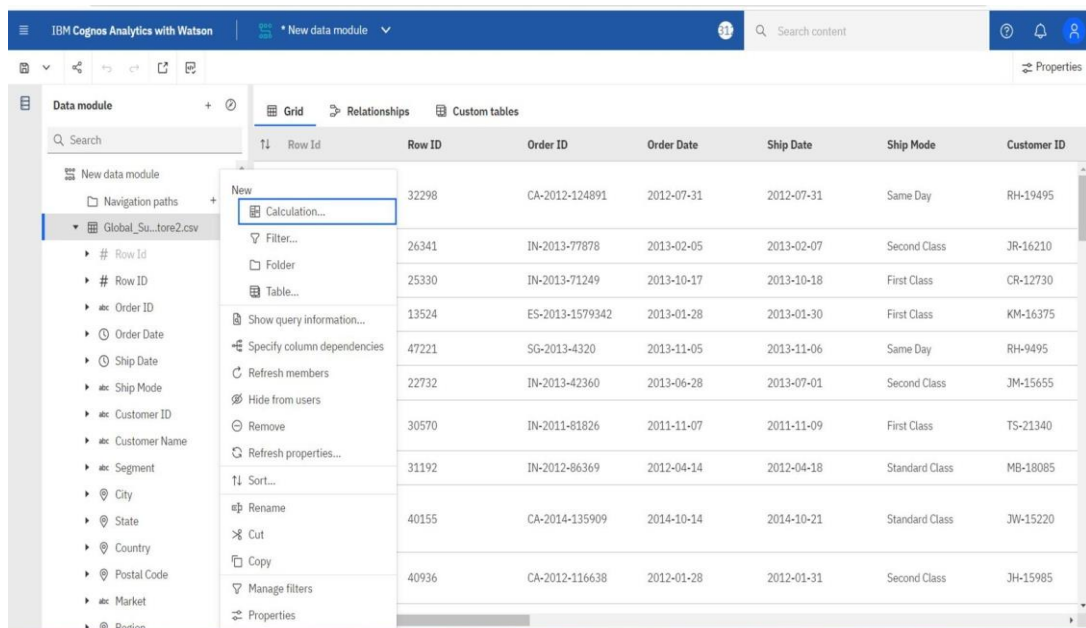 IBM Cognos Analytics with Watson
* New data module
31
Search content
Properties
Data module
Grid
Relationships
Custom tables
Search
New data module
Navigation paths
Global_Su...tore2.csv
# Row Id
# Row ID
abc Order ID
Order Date
Ship Date
abc Ship Mode
abc Customer ID
abc Customer Name
abc Segment
City
State
Country
Postal Code
abc Market
Region
New
Calculation...
Filter...
Folder
Table...
Show query information...
Specify column dependencies
Refresh members
Hide from users
Remove
Refresh properties...
Sort...
Rename
Cut
Copy
Manage filters
Properties
Row Id Row ID Order ID Order Date Ship Date Ship Mode Customer ID
32298 CA-2012-124891 2012-07-31 2012-07-31 Same Day RH-19495
26341 IN-2013-77878 2013-02-05 2013-02-07 Second Class JR-16210
25330 IN-2013-71249 2013-10-17 2013-10-18 First Class CR-12730
13524 ES-2013-1579342 2013-01-28 2013-01-30 First Class KM-16375
47221 SG-2013-4320 2013-11-05 2013-11-06 Same Day RH-9495
22732 IN-2013-42360 2013-06-28 2013-07-01 Second Class JM-15655
30570 IN-2011-81826 2011-11-07 2011-11-09 First Class TS-21340
31192 IN-2012-86369 2012-04-14 2012-04-18 Standard Class MB-18085
40155 CA-2014-135909 2014-10-14 2014-10-21 Standard Class JW-15220
40936 CA-2012-116638 2012-01-28 2012-01-31 Second Class JH-15985